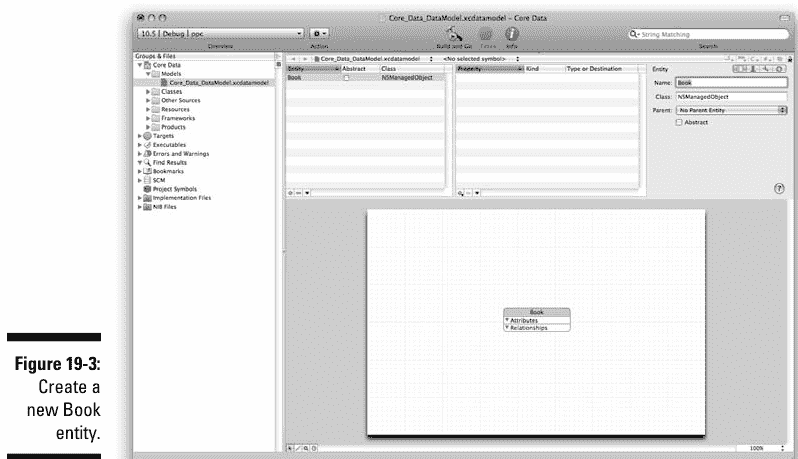 Core_Data_DataModel.xcdatamodel - Core Data
10.5 | Debug | ppc
String Matching
Overview
Action
Build and Go
Tasks
Info
Search
Groups & Files
Core Data
Models
Core_Data_DataModel.xcdatamodel
Classes
Other Sources
Resources
Frameworks
Products
Targets
Executables
Errors and Warnings
Find Results
Bookmarks
SCM
Project Symbols
Implementation Files
NIB Files
Core_Data_DataModel.xcdatamodel
<No selected symbol>
Entity Abstract Class
Book NSManagedObject
Property Kind Type or Destination
Entity
Name: Book
Class: NSManagedObject
Parent: No Parent Entity
Abstract
?
Book
Attributes
Relationships
100%
Figure 19-3:
Create a
new Book
entity.